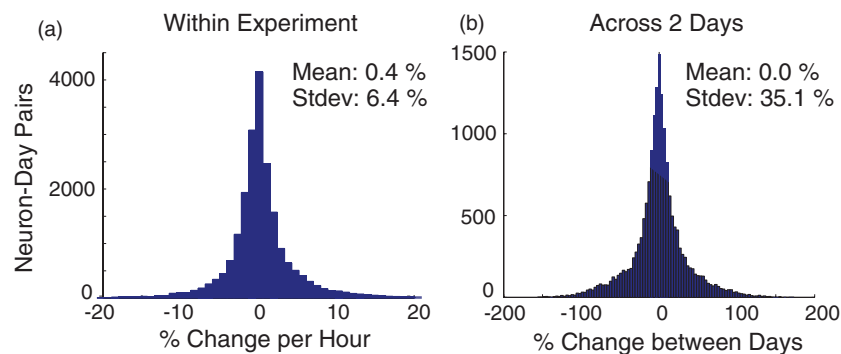 (a)
Within Experiment
Mean: 0.4 %
Stdev: 6.4 %
Neuron-Day Pairs
4000
2000
0
-20
-10
0
10
20
% Change per Hour
(b)
Across 2 Days
Mean: 0.0 %
Stdev: 35.1 %
1500
1000
500
0
-200
-100
0
100
200
% Change between Days